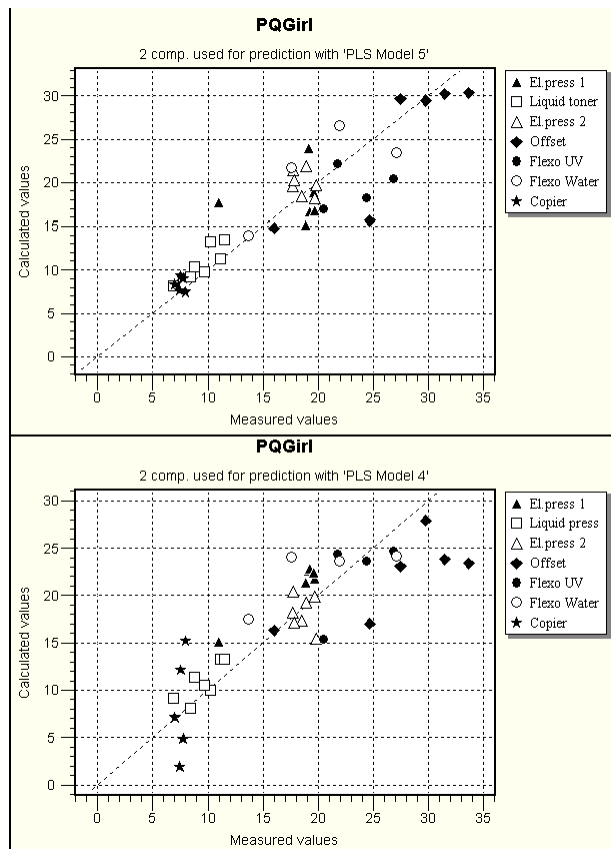 PQGirl
2 comp. used for prediction with 'PLS Model 5'
Calculated values
30
25
20
15
10
5
0
0 5 10 15 20 25 30 35
Measured values
El.press 1
Liquid toner
El.press 2
Offset
Flexo UV
Flexo Water
Copier
PQGirl
2 comp. used for prediction with 'PLS Model 4'
Calculated values
30
25
20
15
10
5
0
0 5 10 15 20 25 30 35
Measured values
El.press 1
Liquid press
El.press 2
Offset
Flexo UV
Flexo Water
Copier